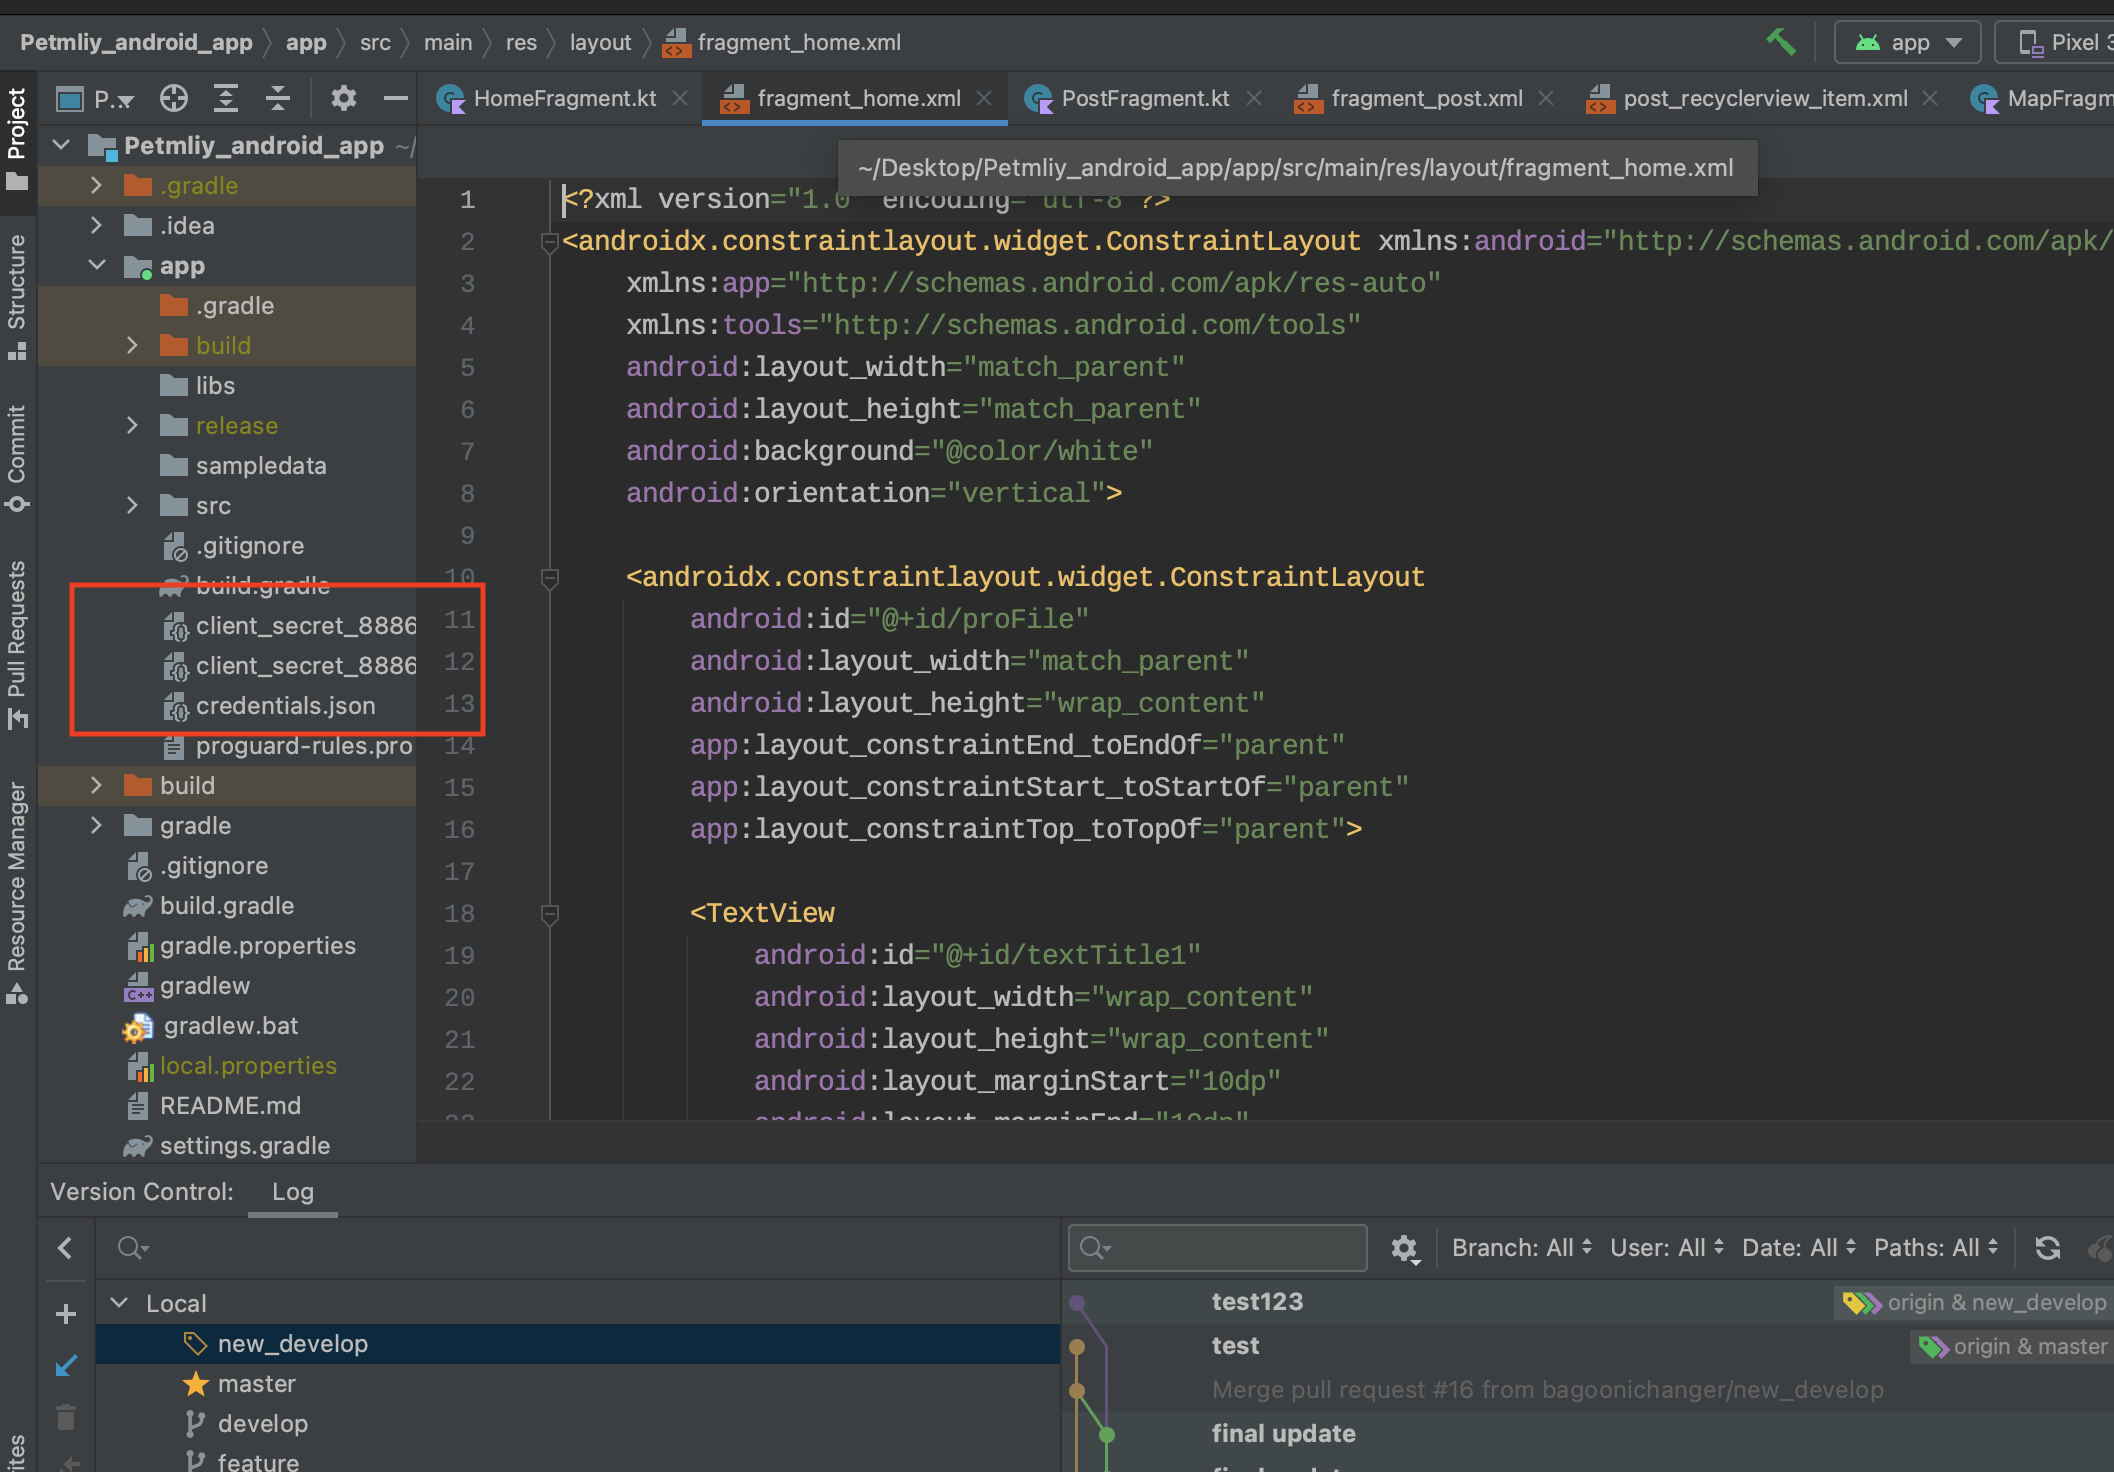 Petmliy_android_app app src main res layout fragment_home.xml app Pixel 3
P... HomeFragment.kt fragment_home.xml PostFragment.kt fragment_post.xml post_recyclerview_item.xml MapFragm
Project
Structure
Commit
Pull Requests
Resource Manager
Petmliy_android_app ~/
.gradle
.idea
app
.gradle
build
libs
release
sampledata
src
.gitignore
build.gradle
client_secret_8886
client_secret_8886
credentials.json
proguard-rules.pro
build
gradle
.gitignore
build.gradle
gradle.properties
gradlew
gradlew.bat
local.properties
README.md
settings.gradle
~/Desktop/Petmliy_android_app/app/src/main/res/layout/fragment_home.xml
1 <?xml version="1.0" encoding="utf-8"?>
2 <androidx.constraintlayout.widget.ConstraintLayout xmlns:android="http://schemas.android.com/apk/
3 xmlns:app="http://schemas.android.com/apk/res-auto"
4 xmlns:tools="http://schemas.android.com/tools"
5 android:layout_width="match_parent"
6 android:layout_height="match_parent"
7 android:background="@color/white"
8 android:orientation="vertical">
9
10 <androidx.constraintlayout.widget.ConstraintLayout
11 android:id="@+id/proFile"
12 android:layout_width="match_parent"
13 android:layout_height="wrap_content"
14 app:layout_constraintEnd_toEndOf="parent"
15 app:layout_constraintStart_toStartOf="parent"
16 app:layout_constraintTop_toTopOf="parent">
17
18 <TextView
19 android:id="@+id/textTitle1"
20 android:layout_width="wrap_content"
21 android:layout_height="wrap_content"
22 android:layout_marginStart="10dp"
23 android:layout_marginEnd="10dp"
Version Control: Log
Branch: All User: All Date: All Paths: All
Local
new_develop
master
develop
feature
test123 origin & new_develop
test origin & master
Merge pull request #16 from bagoonichanger/new_develop
final update